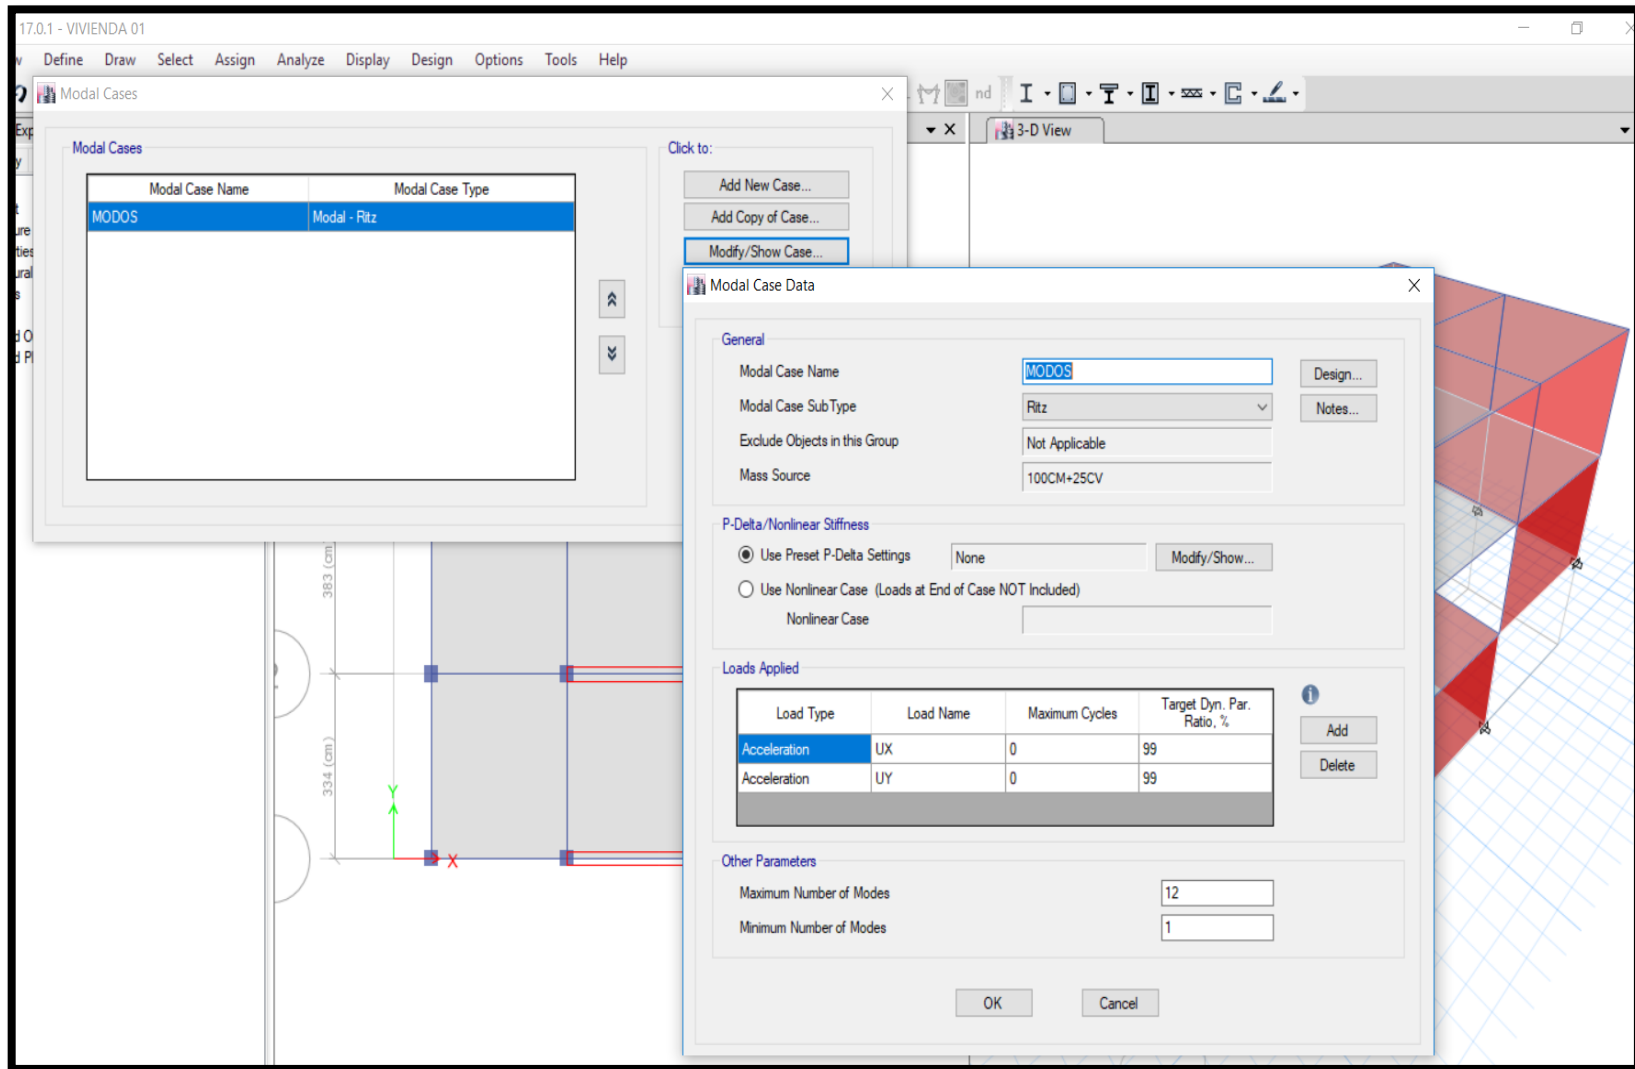 17.0.1 - VIVIENDA 01
w Define Draw Select Assign Analyze Display Design Options Tools Help
Modal Cases
nd
Exp
3-D View
y
Modal Cases
Click to:
Modal Case Name Modal Case Type
MODOS Modal - Ritz
Add New Case...
Add Copy of Case...
Modify/Show Case...
t
ure
ties
ural
s
d O
d Pl
Modal Case Data
General
Modal Case Name MODOS Design...
Modal Case SubType Ritz Notes...
Exclude Objects in this Group Not Applicable
Mass Source 100CM+25CV
P-Delta/Nonlinear Stiffness
Use Preset P-Delta Settings None Modify/Show...
Use Nonlinear Case (Loads at End of Case NOT Included)
Nonlinear Case
Loads Applied
Load Type Load Name Maximum Cycles Target Dyn. Par.
Ratio, %
Acceleration UX 0 99
Acceleration UY 0 99
Add
Delete
Other Parameters
Maximum Number of Modes 12
Minimum Number of Modes 1
OK Cancel
383 (cm)
334 (cm)
Y
X